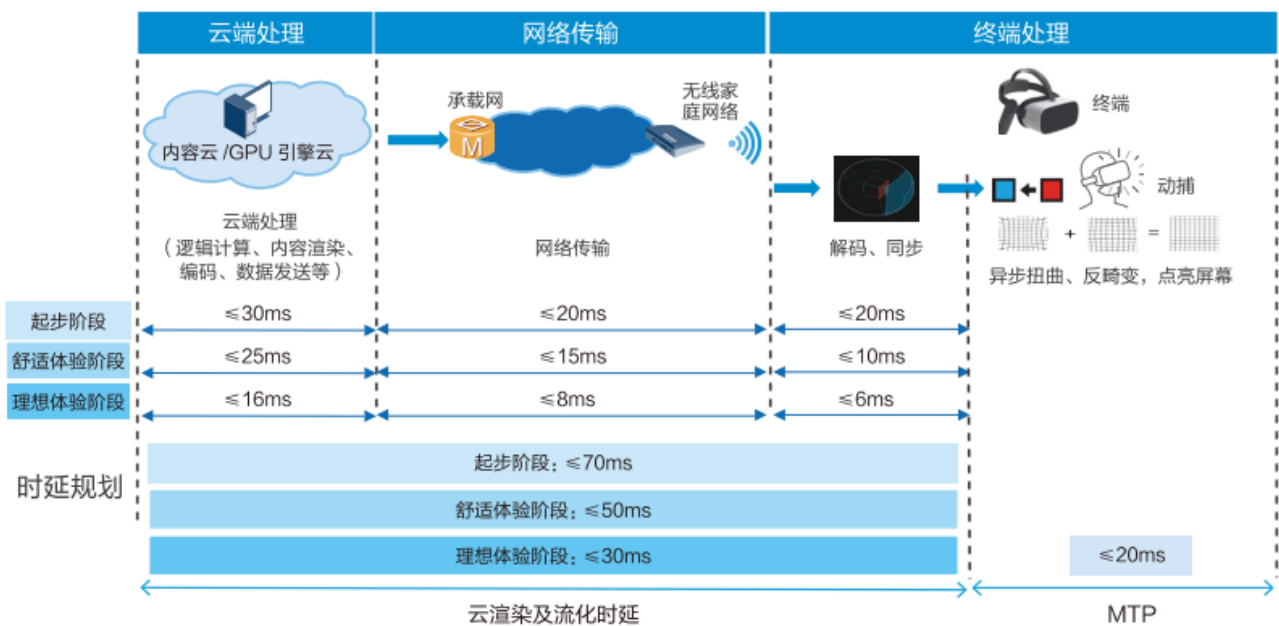 云端处理
网络传输
终端处理
内容云 /GPU 引擎云
承载网
M
无线家
庭网络
终端
动捕
云端处理
(逻辑计算、内容渲染、
编码、数据发送等)
网络传输
解码、同步
+ =
异步扭曲、反畸变，点亮屏幕
起步阶段 ≤30ms ≤20ms ≤20ms
舒适体验阶段 ≤25ms ≤15ms ≤10ms
理想体验阶段 ≤16ms ≤8ms ≤6ms
时延规划
起步阶段：≤70ms
舒适体验阶段：≤50ms
理想体验阶段：≤30ms
≤20ms
云渲染及流化时延
MTP